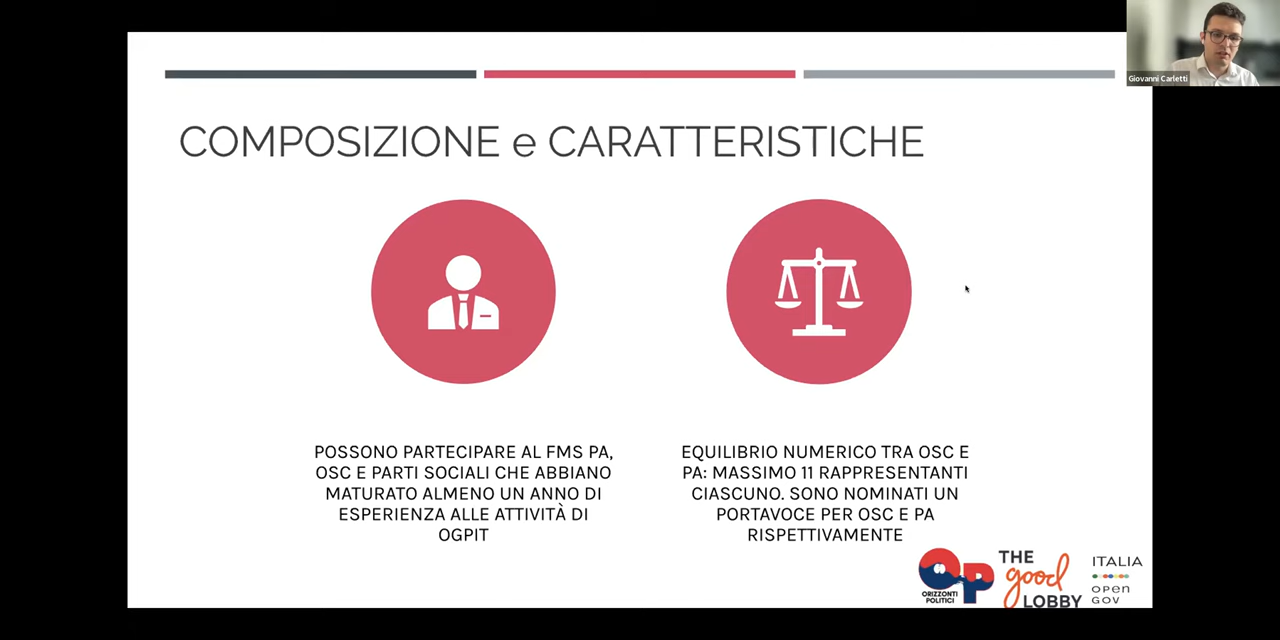 Giovanni Carletti
COMPOSIZIONE e CARATTERISTICHE
POSSONO PARTECIPARE AL FMS PA,
OSC E PARTI SOCIALI CHE ABBIANO
MATURATO ALMENO UN ANNO DI
ESPERIENZA ALLE ATTIVITÀ DI
OGPIT
EQUILIBRIO NUMERICO TRA OSC E
PA: MASSIMO 11 RAPPRESENTANTI
CIASCUNO. SONO NOMINATI UN
PORTAVOCE PER OSC E PA
RISPETTIVAMENTE
OP
ORIZZONTI
POLITICI
THE
good
LOBBY
ITALIA
OPEN
GOV